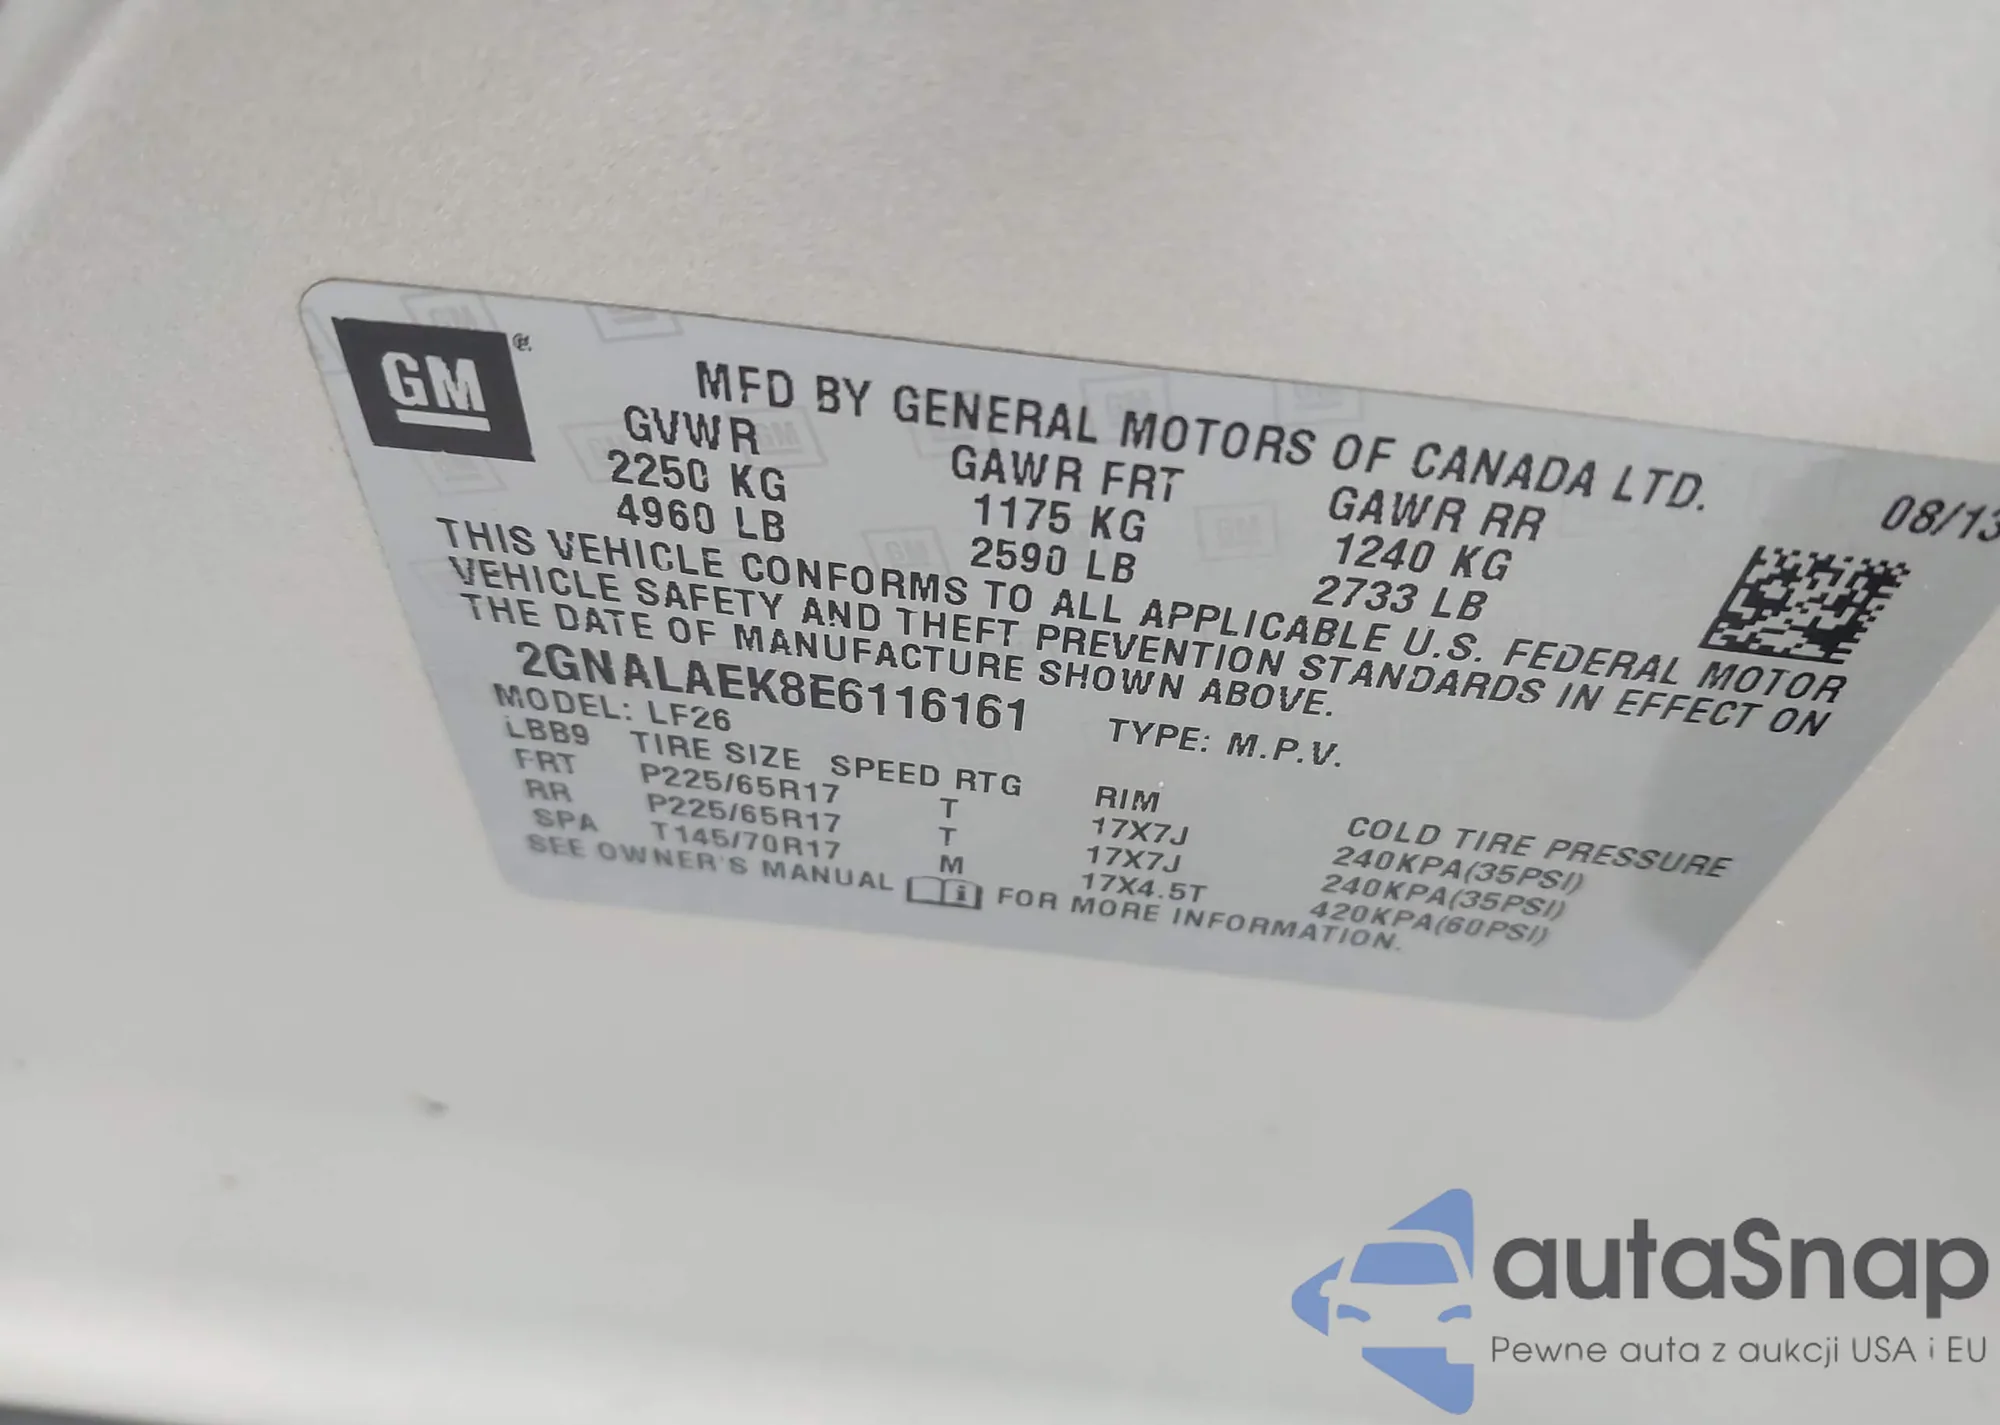 GM
MFD BY GENERAL MOTORS OF CANADA LTD.
08/13
GVWR GAWR FRT GAWR RR
2250 KG 1175 KG 1240 KG
4960 LB 2590 LB 2733 LB
THIS VEHICLE CONFORMS TO ALL APPLICABLE U.S. FEDERAL MOTOR
VEHICLE SAFETY AND THEFT PREVENTION STANDARDS IN EFFECT ON
THE DATE OF MANUFACTURE SHOWN ABOVE.
2GNALAEK8E6116161 TYPE: M.P.V.
MODEL: LF26
LBB9 TIRE SIZE SPEED RTG RIM COLD TIRE PRESSURE
FRT P225/65R17 T 17X7J 240KPA(35PSI)
RR P225/65R17 T 17X7J 240KPA(35PSI)
SPA T145/70R17 M 17X4.5T 420KPA(60PSI)
SEE OWNER'S MANUAL FOR MORE INFORMATION.
autaSnap
Pewne auta z aukcji USA i EU